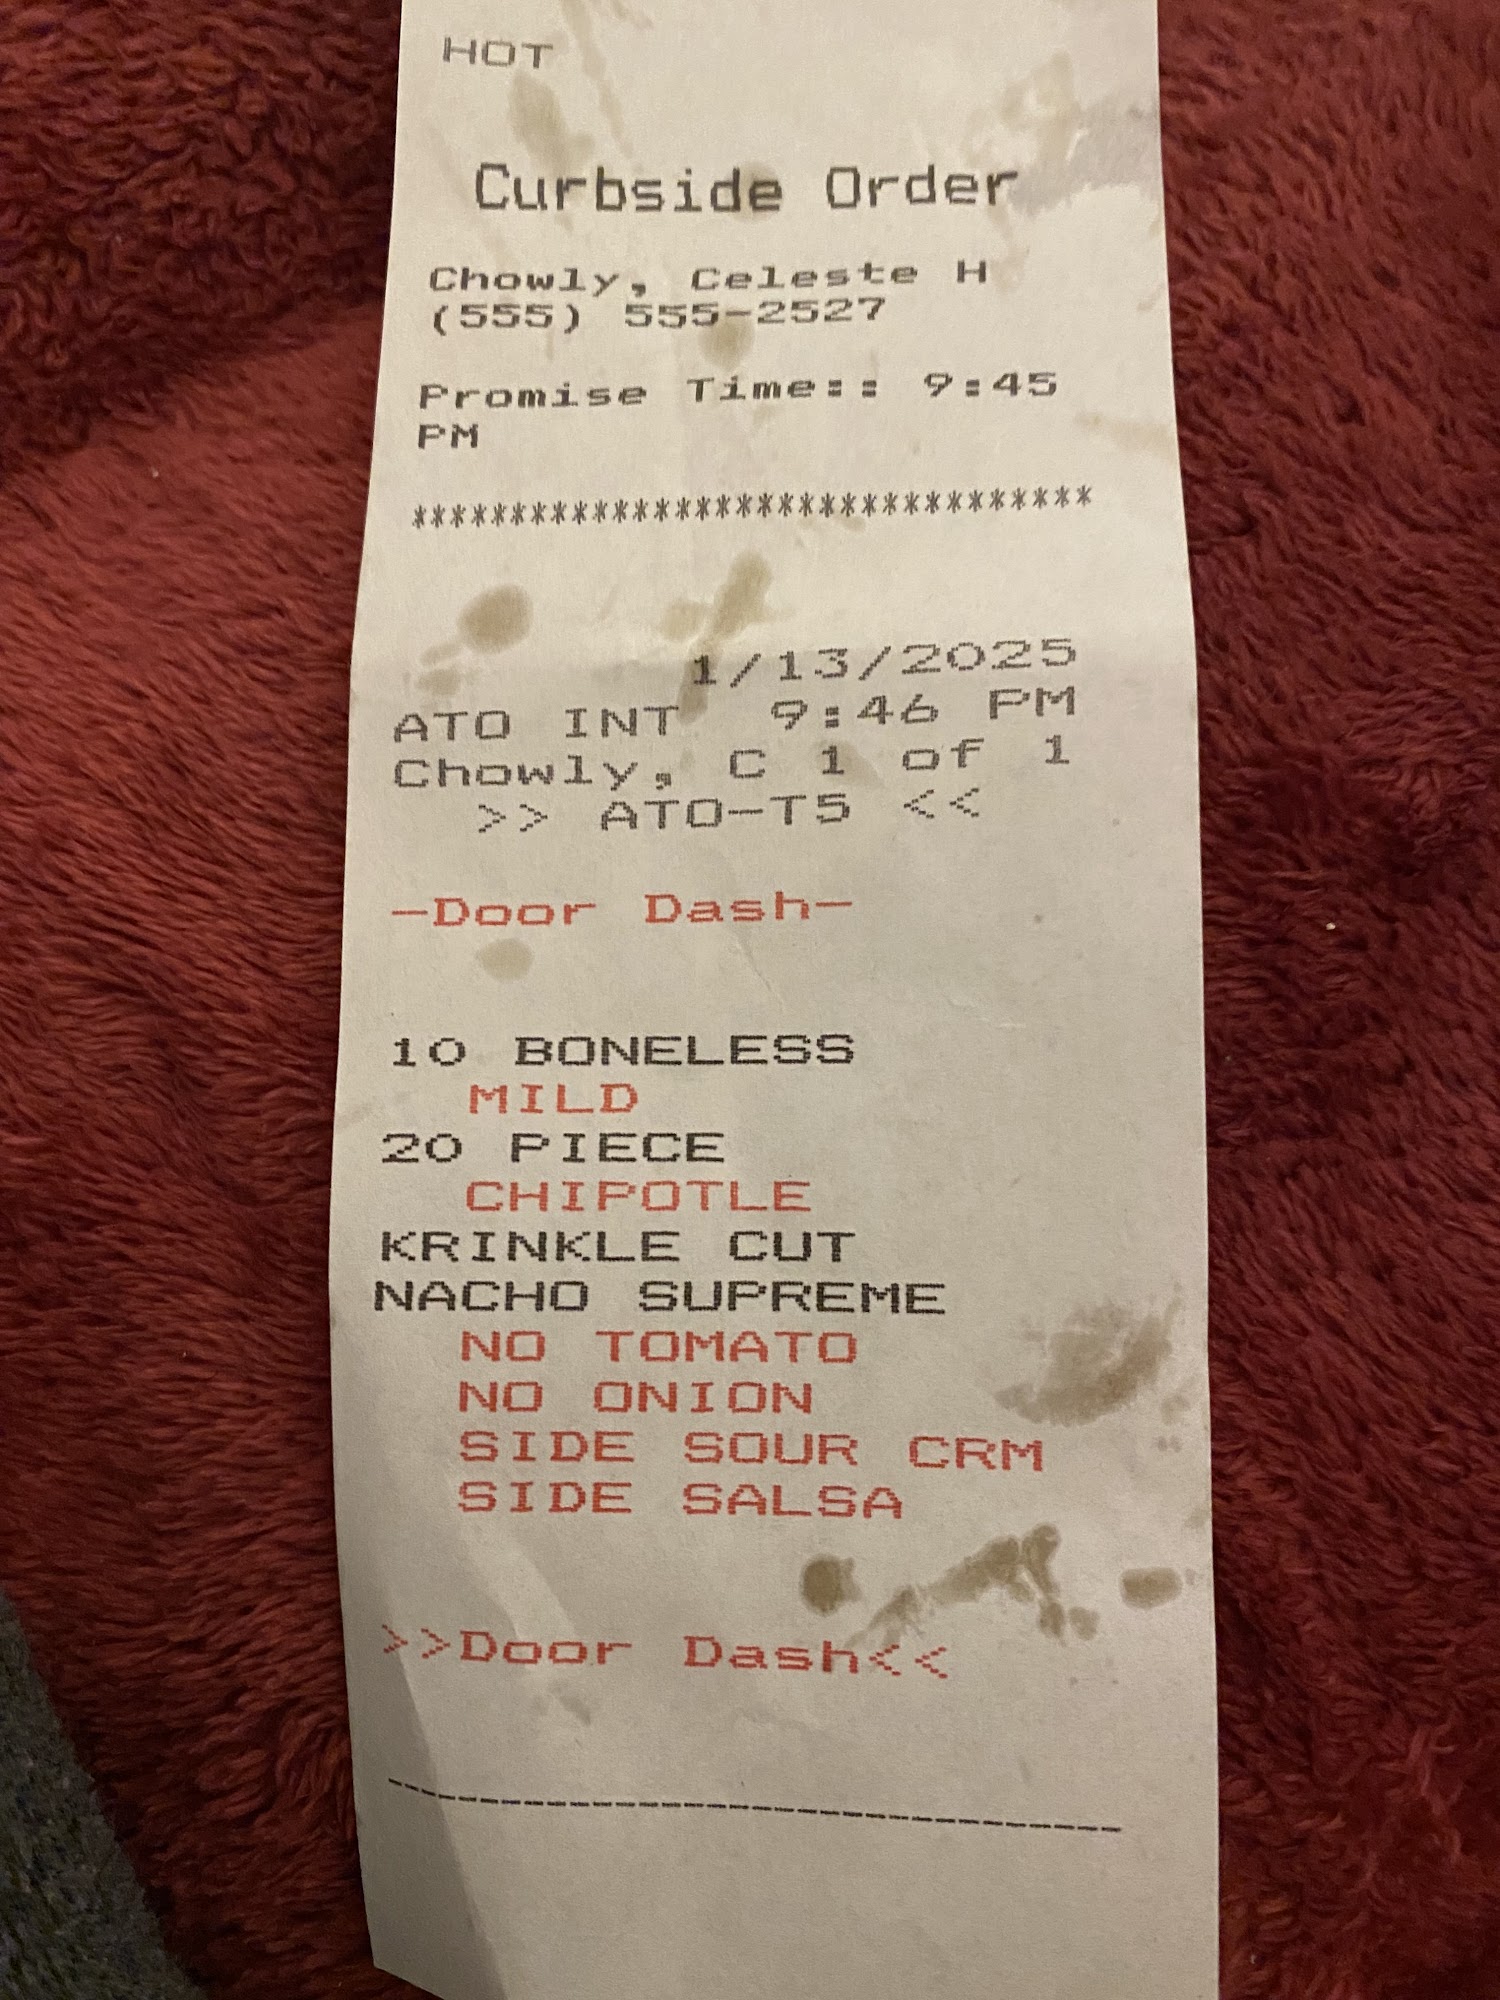 HOT
Curbside Order
Chowly, Celeste H
(555) 555-2527
Promise Time:: 9:45
PM
*********************************
1/13/2025
ATO INT 9:46 PM
Chowly, C 1 of 1
>> ATO-T5 <<
-Door Dash-
10 BONELESS
MILD
20 PIECE
CHIPOTLE
KRINKLE CUT
NACHO SUPREME
NO TOMATO
NO ONION
SIDE SOUR CRM
SIDE SALSA
>>Door Dash<<